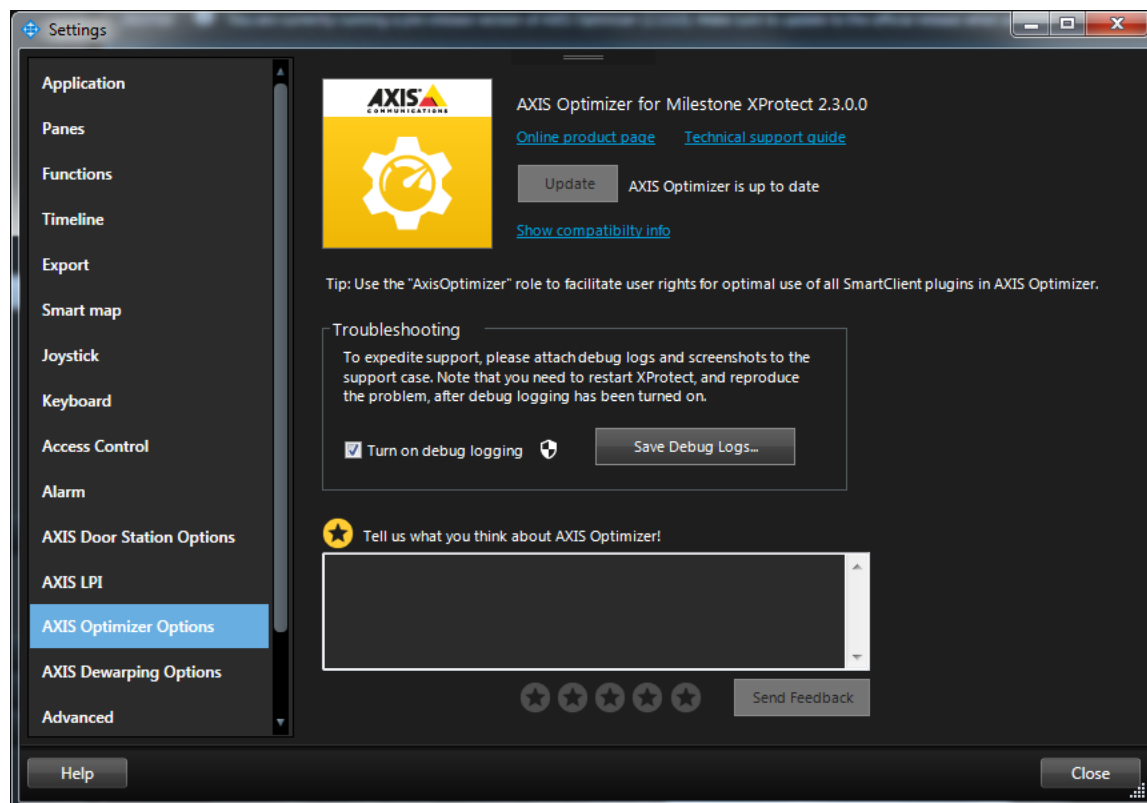 Settings
Application
Panes
Functions
Timeline
Export
Smart map
Joystick
Keyboard
Access Control
Alarm
AXIS Door Station Options
AXIS LPI
AXIS Optimizer Options
AXIS Dewarping Options
Advanced
AXIS
COMMUNICATIONS
AXIS Optimizer for Milestone XProtect 2.3.0.0
Online product page Technical support guide
Update AXIS Optimizer is up to date
Show compatibilty info
Tip: Use the "AxisOptimizer" role to facilitate user rights for optimal use of all SmartClient plugins in AXIS Optimizer.
Troubleshooting
To expedite support, please attach debug logs and screenshots to the
support case. Note that you need to restart XProtect, and reproduce
the problem, after debug logging has been turned on.
Turn on debug logging Save Debug Logs...
Tell us what you think about AXIS Optimizer!
Send Feedback
Help Close